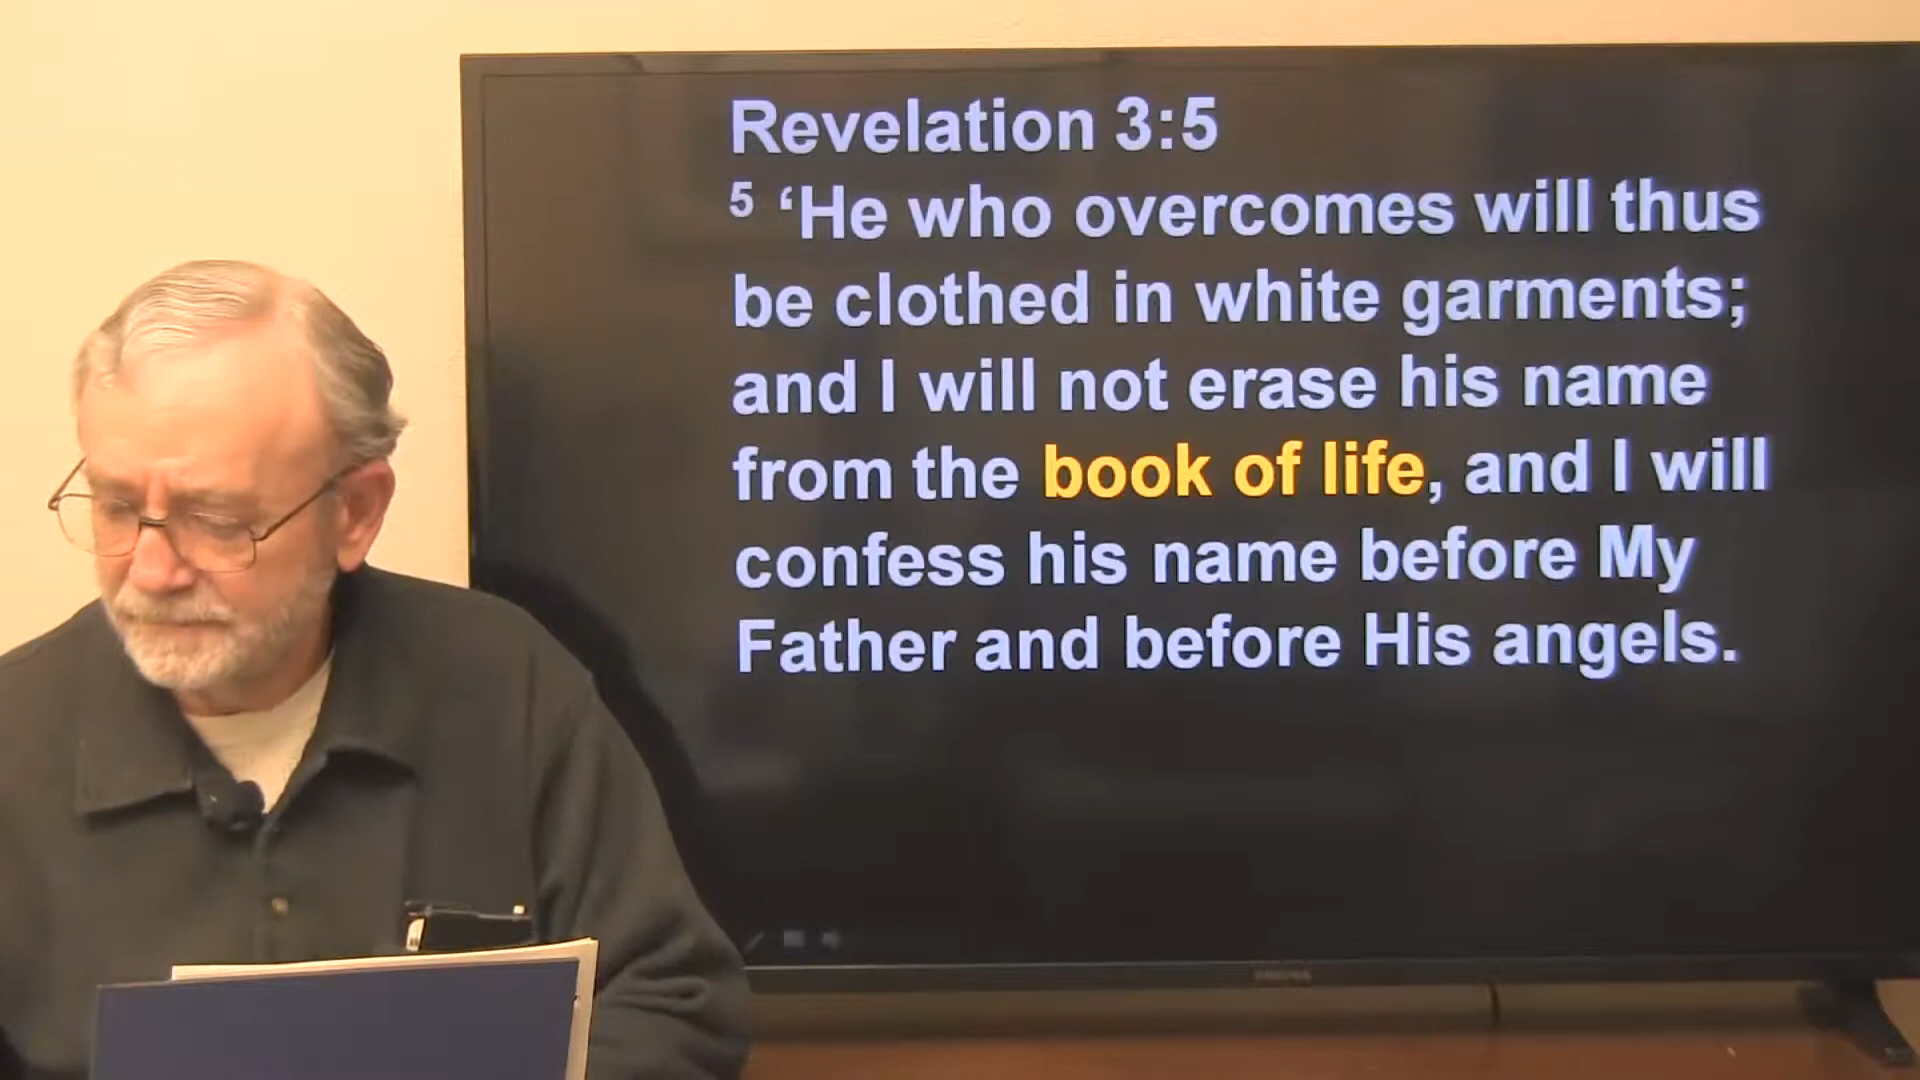 Revelation 3:5
5 ‘He who overcomes will thus
be clothed in white garments;
and I will not erase his name
from the book of life, and I will
confess his name before My
Father and before His angels.